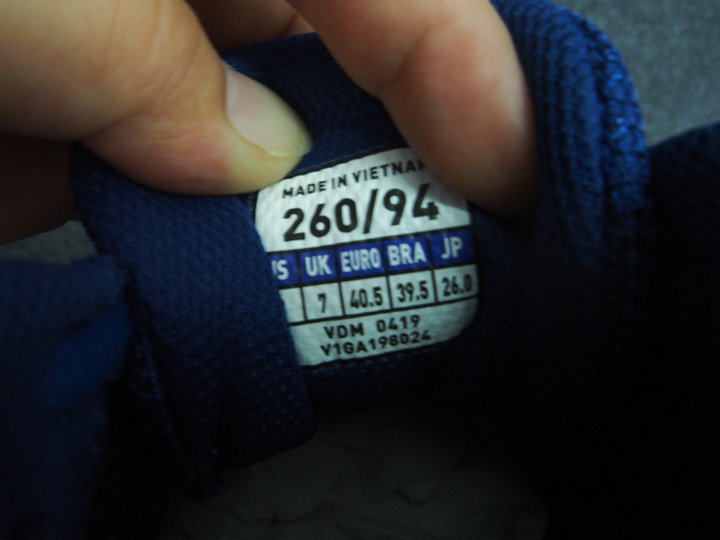 MADE IN VIETNAM
260/94
US UK EURO BRA JP
7 40.5 39.5 26.0
VDM 0419
V1GA198024